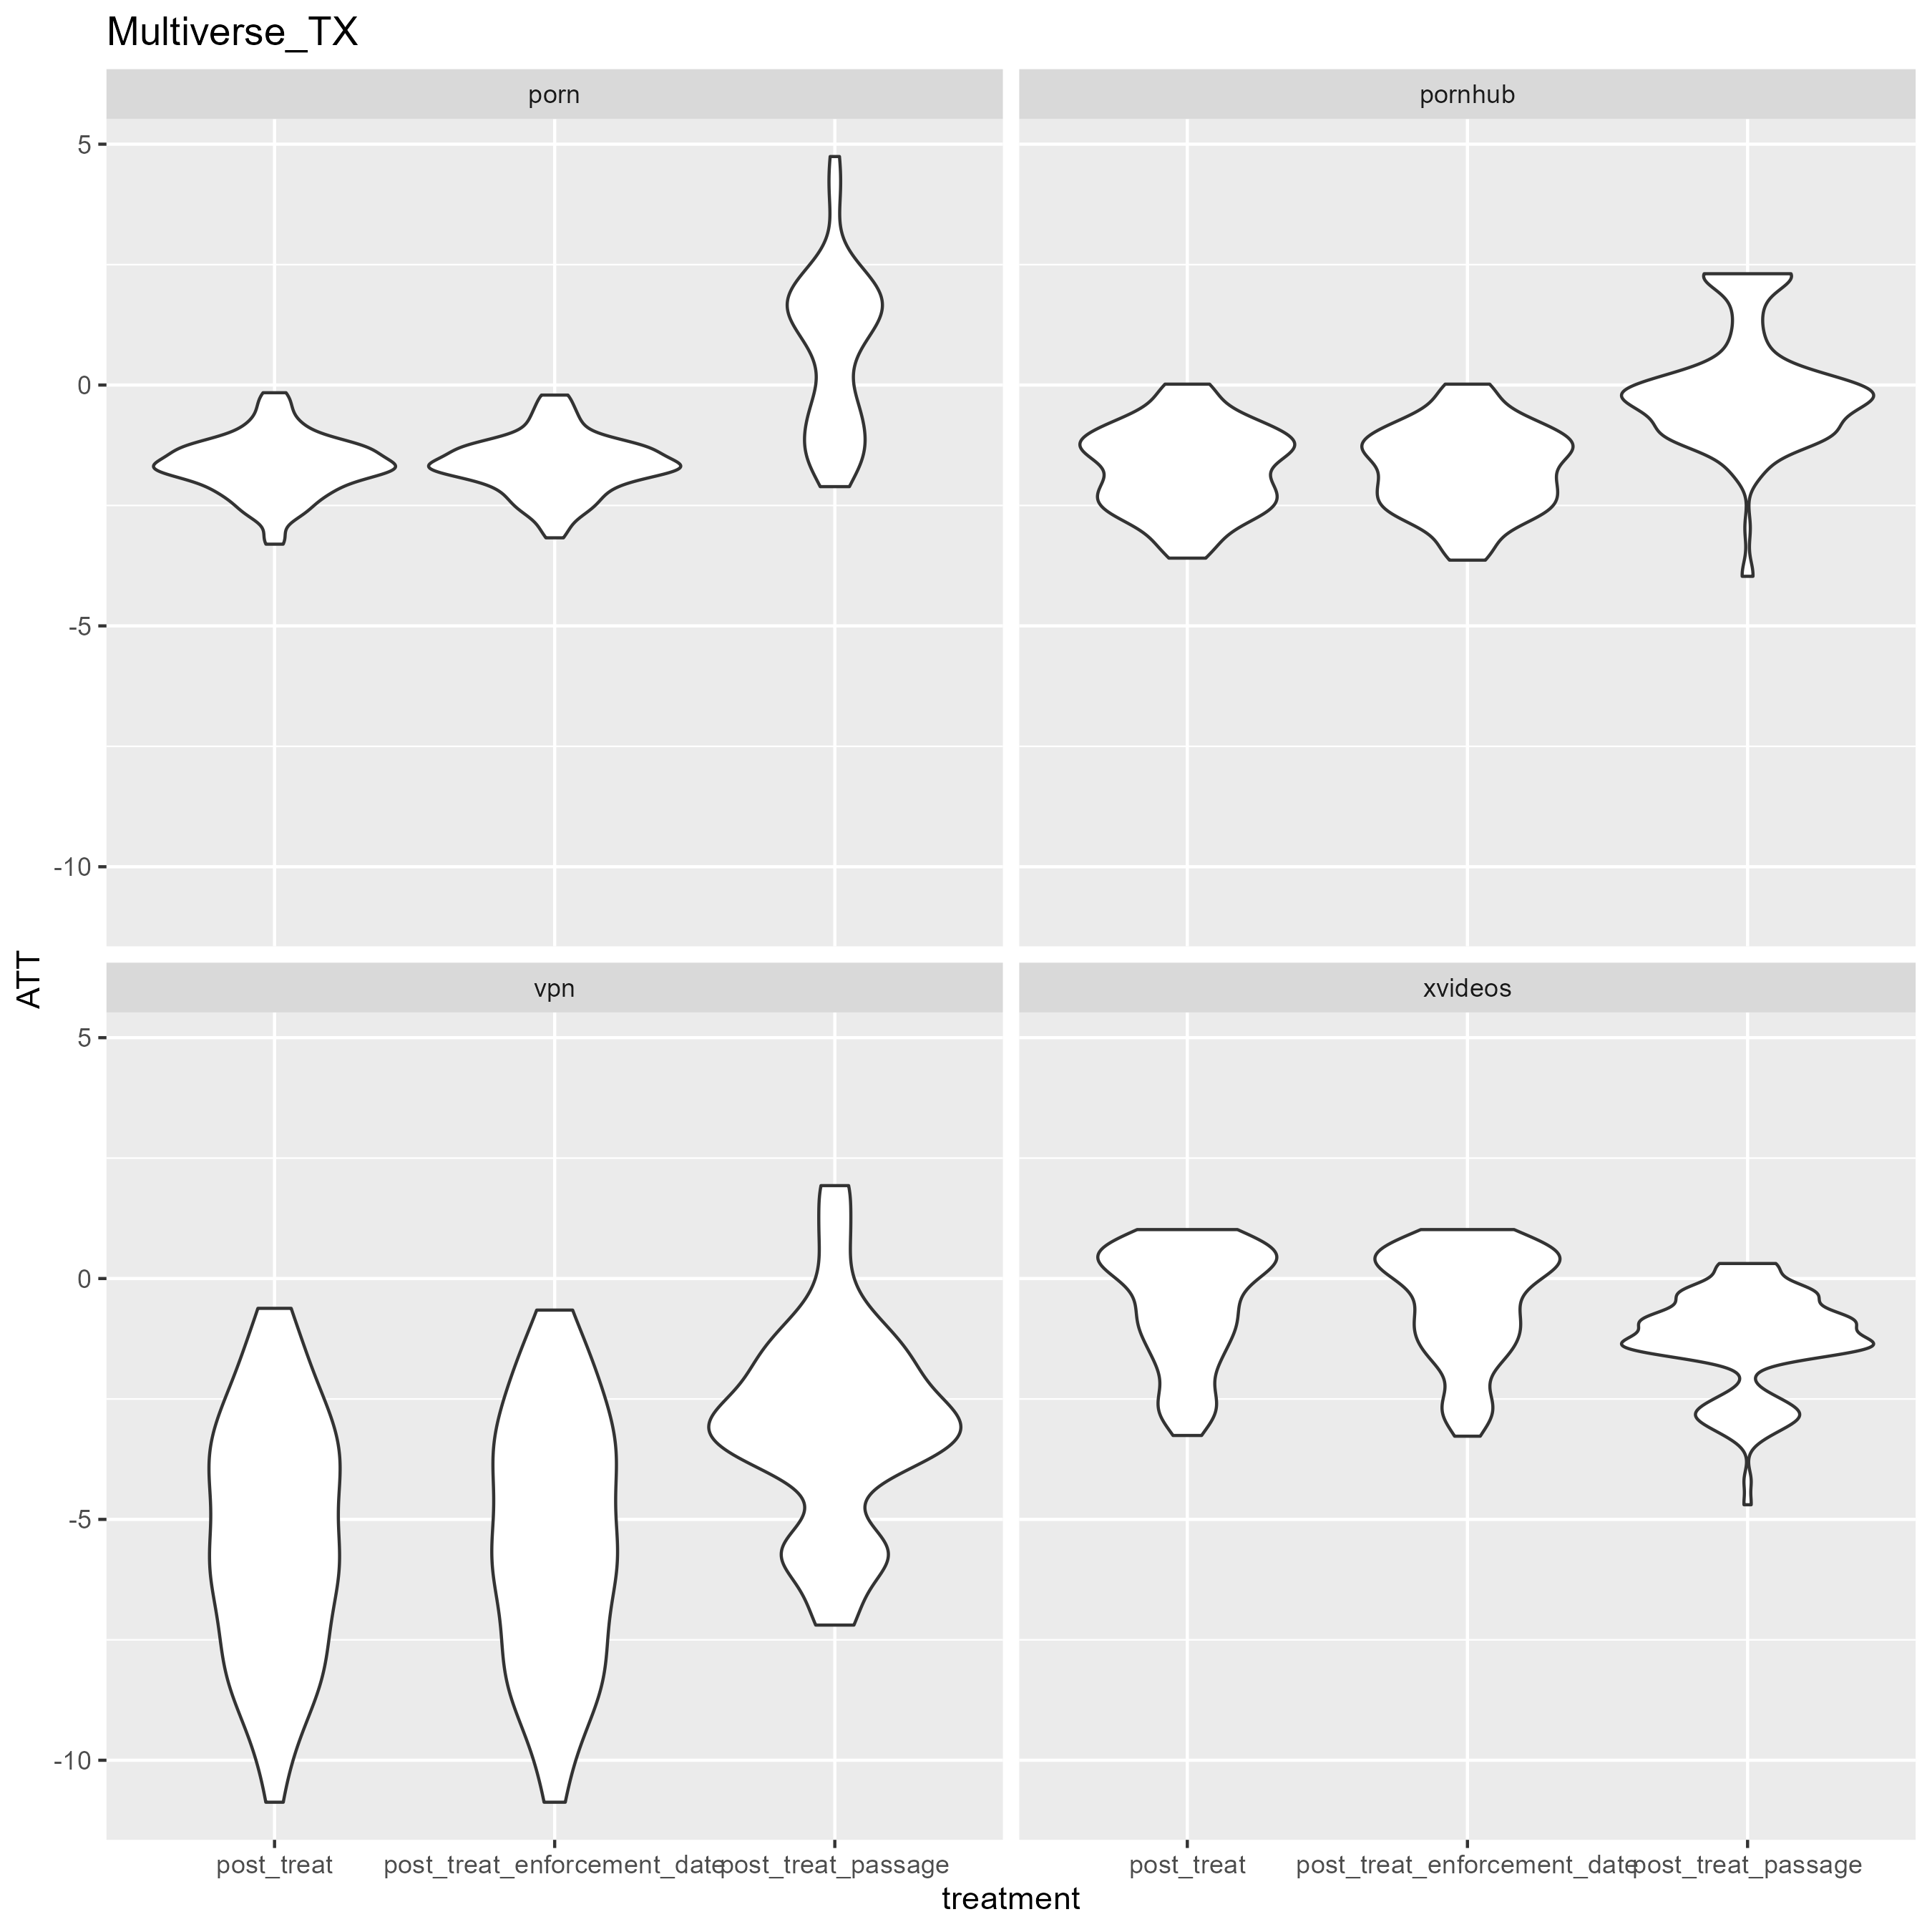 Multiverse_TX
porn
pornhub
5
0
-5
-10
vpn
xvideos
5
0
-5
-10
ATT
post_treat
post_treat_enforcement_date
post_treat_passage
post_treat
post_treat_enforcement_date
post_treat_passage
treatment